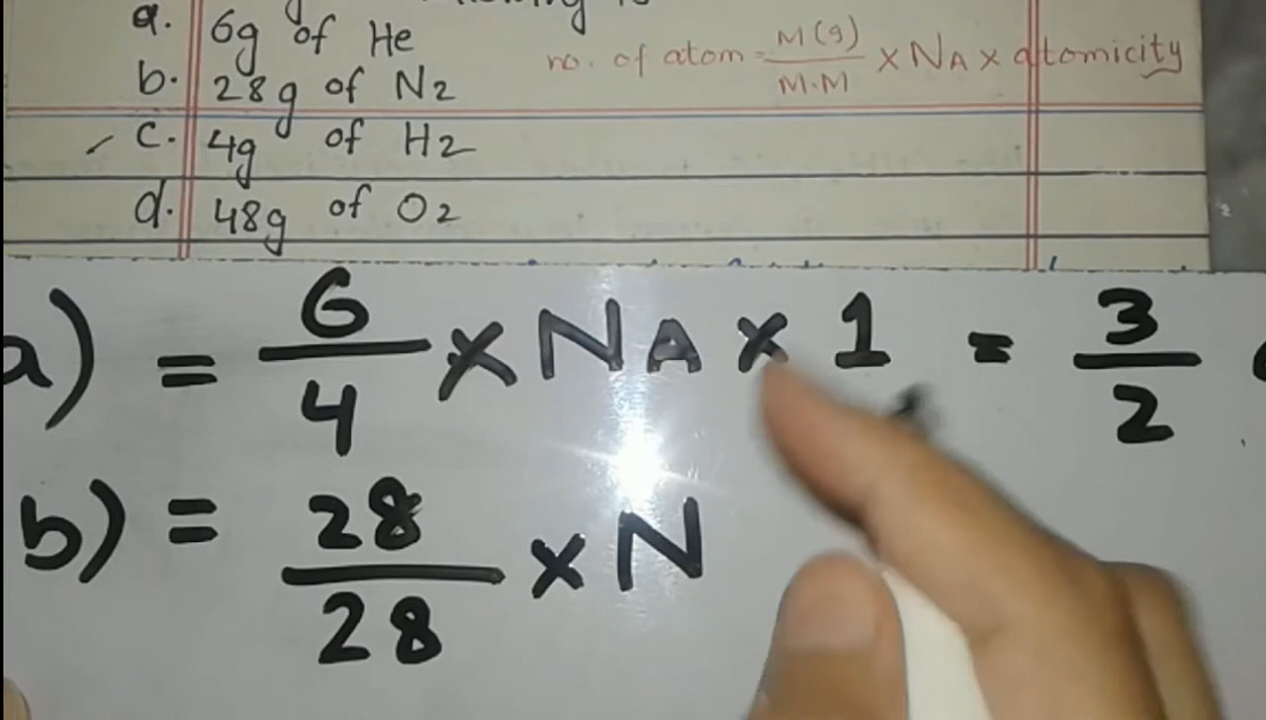 a. 6g of He
no. of atom = M(g)/M.M × NA × atomicity
b. 28g of N2
c. 4g of H2
d. 48g of O2
a) = 6/4 × NA × 1 = 3/2
b) = 28/28 × N